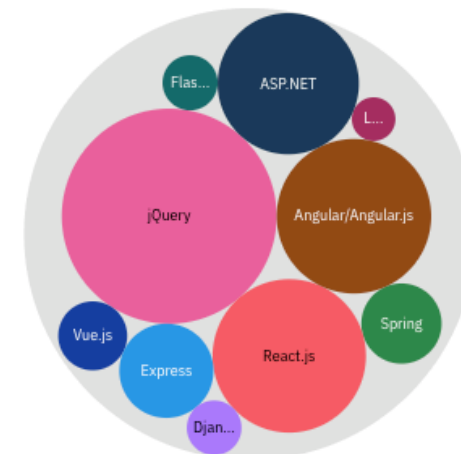 ASP.NET
Flas...
L...
jQuery
Angular/Angular.js
Spring
Vue.js
React.js
Express
Djan...